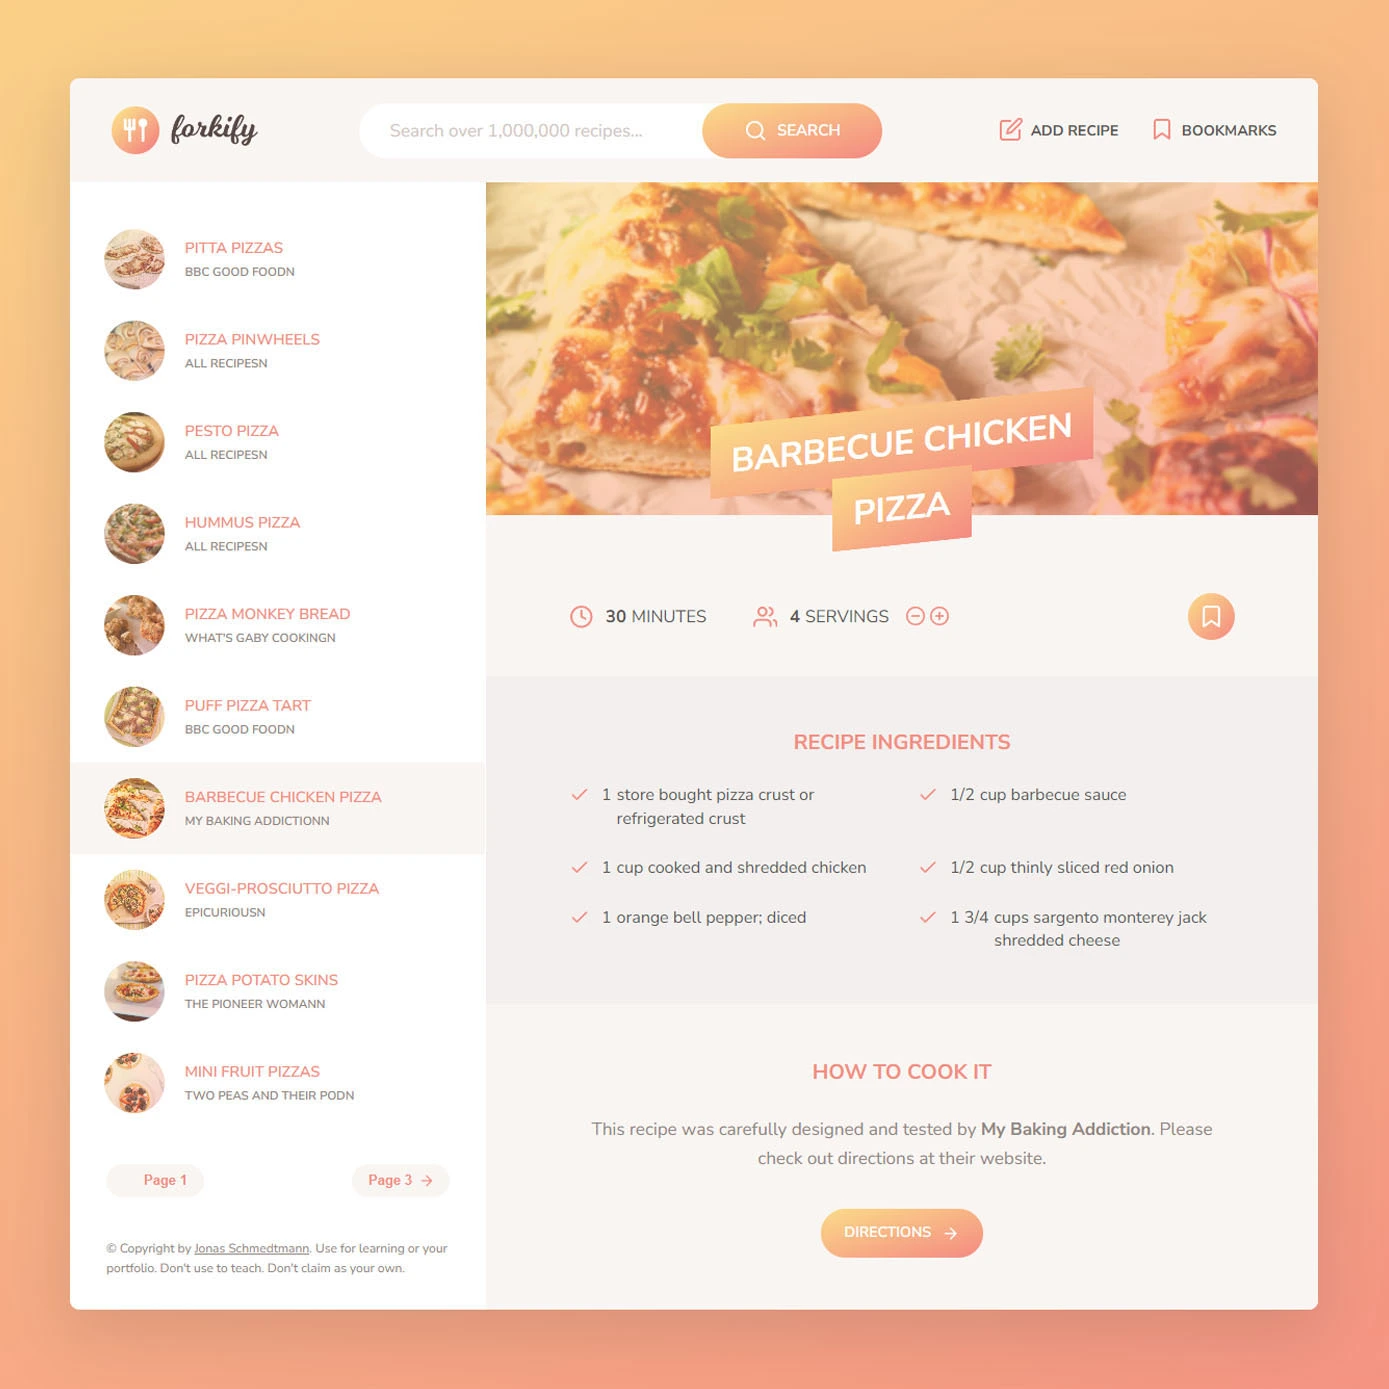 forkify
Search over 1,000,000 recipes...
SEARCH
ADD RECIPE
BOOKMARKS
PITTA PIZZAS
BBC GOOD FOODN
PIZZA PINWHEELS
ALL RECIPESN
PESTO PIZZA
ALL RECIPESN
HUMMUS PIZZA
ALL RECIPESN
PIZZA MONKEY BREAD
WHAT'S GABY COOKINGN
PUFF PIZZA TART
BBC GOOD FOODN
BARBECUE CHICKEN PIZZA
MY BAKING ADDICTIONN
VEGGI-PROSCIUTTO PIZZA
EPICURIOUSN
PIZZA POTATO SKINS
THE PIONEER WOMANN
MINI FRUIT PIZZAS
TWO PEAS AND THEIR PODN
Page 1
Page 3
© Copyright by Jonas Schmedtmann. Use for learning or your
portfolio. Don't use to teach. Don't claim as your own.
BARBECUE CHICKEN
PIZZA
30 MINUTES
4 SERVINGS
RECIPE INGREDIENTS
1 store bought pizza crust or
refrigerated crust
1/2 cup barbecue sauce
1 cup cooked and shredded chicken
1/2 cup thinly sliced red onion
1 orange bell pepper; diced
1 3/4 cups sargento monterey jack
shredded cheese
HOW TO COOK IT
This recipe was carefully designed and tested by My Baking Addiction. Please
check out directions at their website.
DIRECTIONS